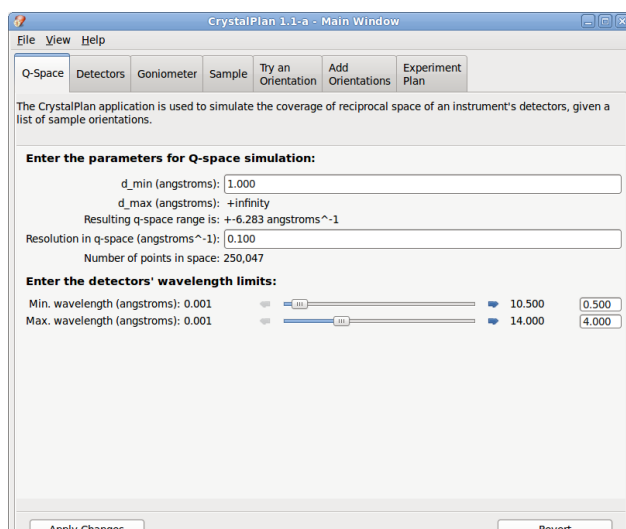 CrystalPlan 1.1-a - Main Window
File View Help
Q-Space Detectors Goniometer Sample Try an Orientation Add Orientations Experiment Plan
The CrystalPlan application is used to simulate the coverage of reciprocal space of an instrument's detectors, given a
list of sample orientations.
Enter the parameters for Q-space simulation:
d_min (angstroms): 1.000
d_max (angstroms): +infinity
Resulting q-space range is: +-6.283 angstroms^-1
Resolution in q-space (angstroms^-1): 0.100
Number of points in space: 250,047
Enter the detectors' wavelength limits:
Min. wavelength (angstroms): 0.001 10.500 0.500
Max. wavelength (angstroms): 0.001 14.000 4.000
Apply Changes Revert